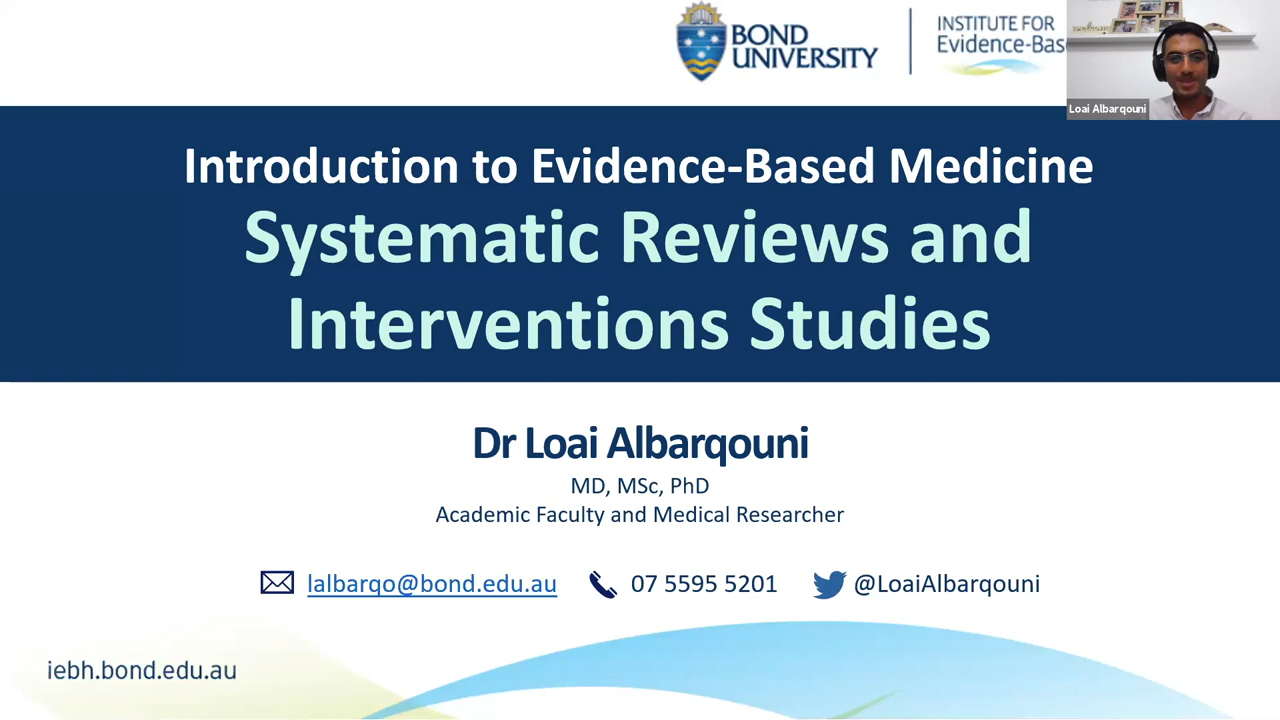 BOND
UNIVERSITY
INSTITUTE FOR
Evidence-Bas
Loai Albarqouni
Introduction to Evidence-Based Medicine
Systematic Reviews and
Interventions Studies
Dr Loai Albarqouni
MD, MSc, PhD
Academic Faculty and Medical Researcher
lalbarqo@bond.edu.au 07 5595 5201 @LoaiAlbarqouni
iebh.bond.edu.au